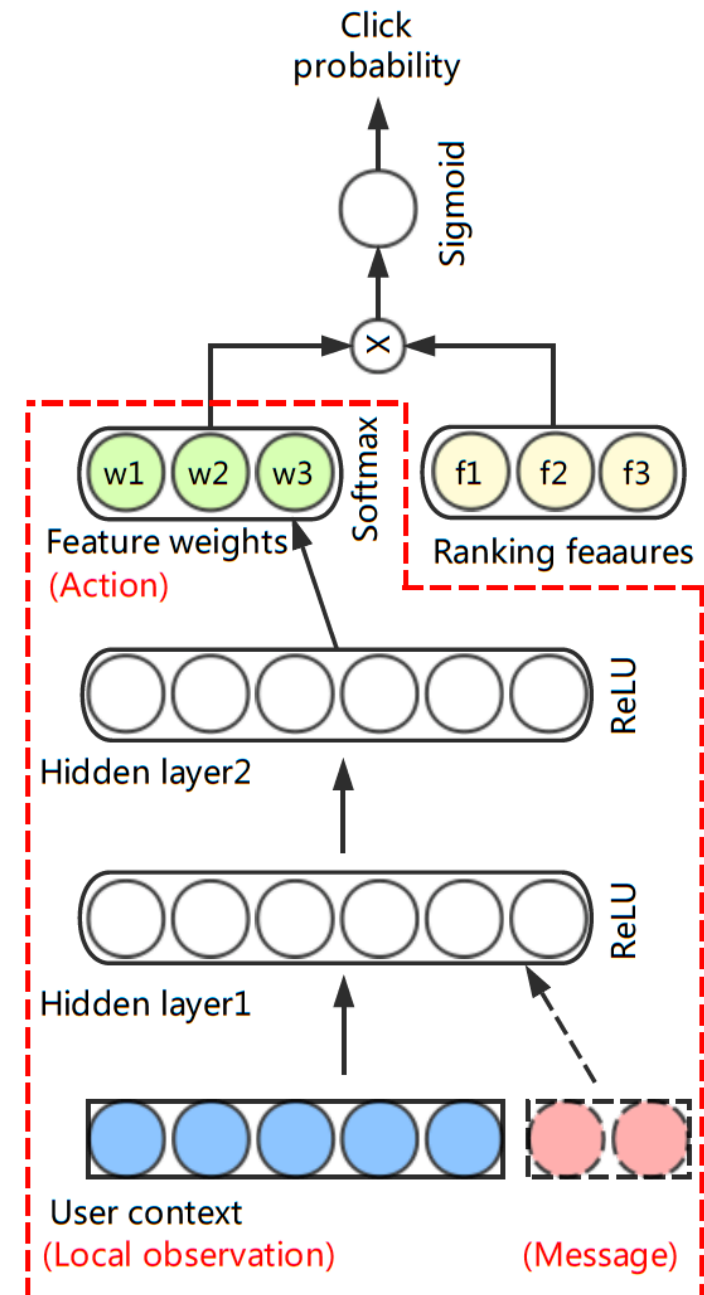 Click
probability
Sigmoid
X
w1 w2 w3
Softmax
f1 f2 f3
Feature weights
(Action)
Ranking feaaures
ReLU
Hidden layer2
ReLU
Hidden layer1
User context
(Local observation)
(Message)